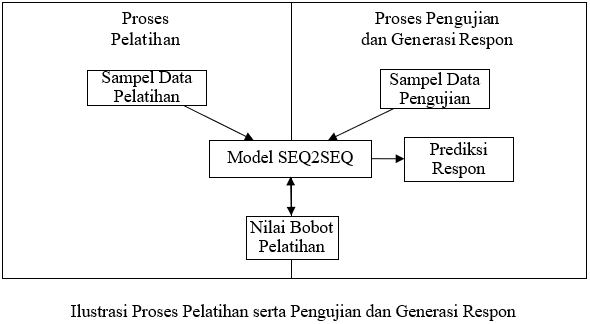 Proses
Pelatihan
Proses Pengujian
dan Generasi Respon
Sampel Data
Pelatihan
Sampel Data
Pengujian
Model SEQ2SEQ
Prediksi
Respon
Nilai Bobot
Pelatihan
Ilustrasi Proses Pelatihan serta Pengujian dan Generasi Respon